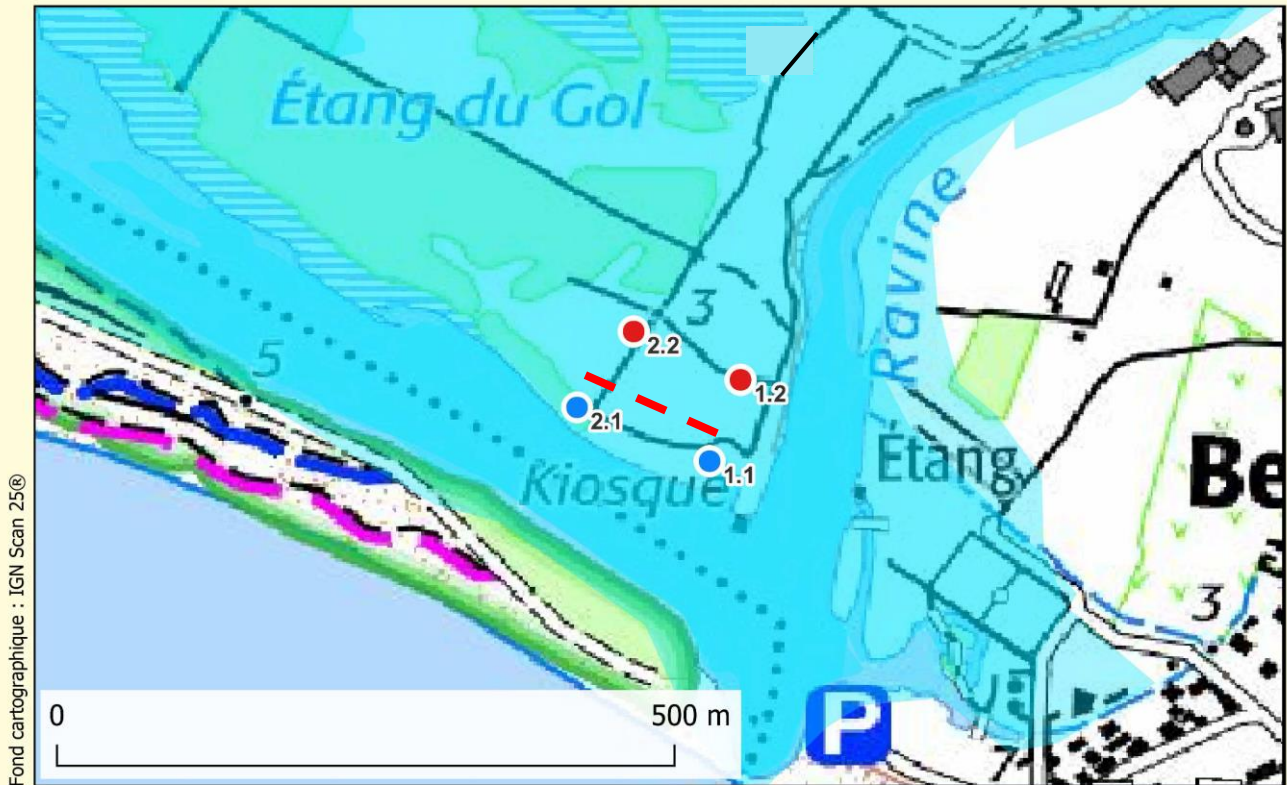 Étang du Gol
Ravine
3
2.2
5
1.2
2.1
1.1
Kiosque
Étang
Be
3
0
500 m
P
7
Fond cartographique : IGN Scan 25®